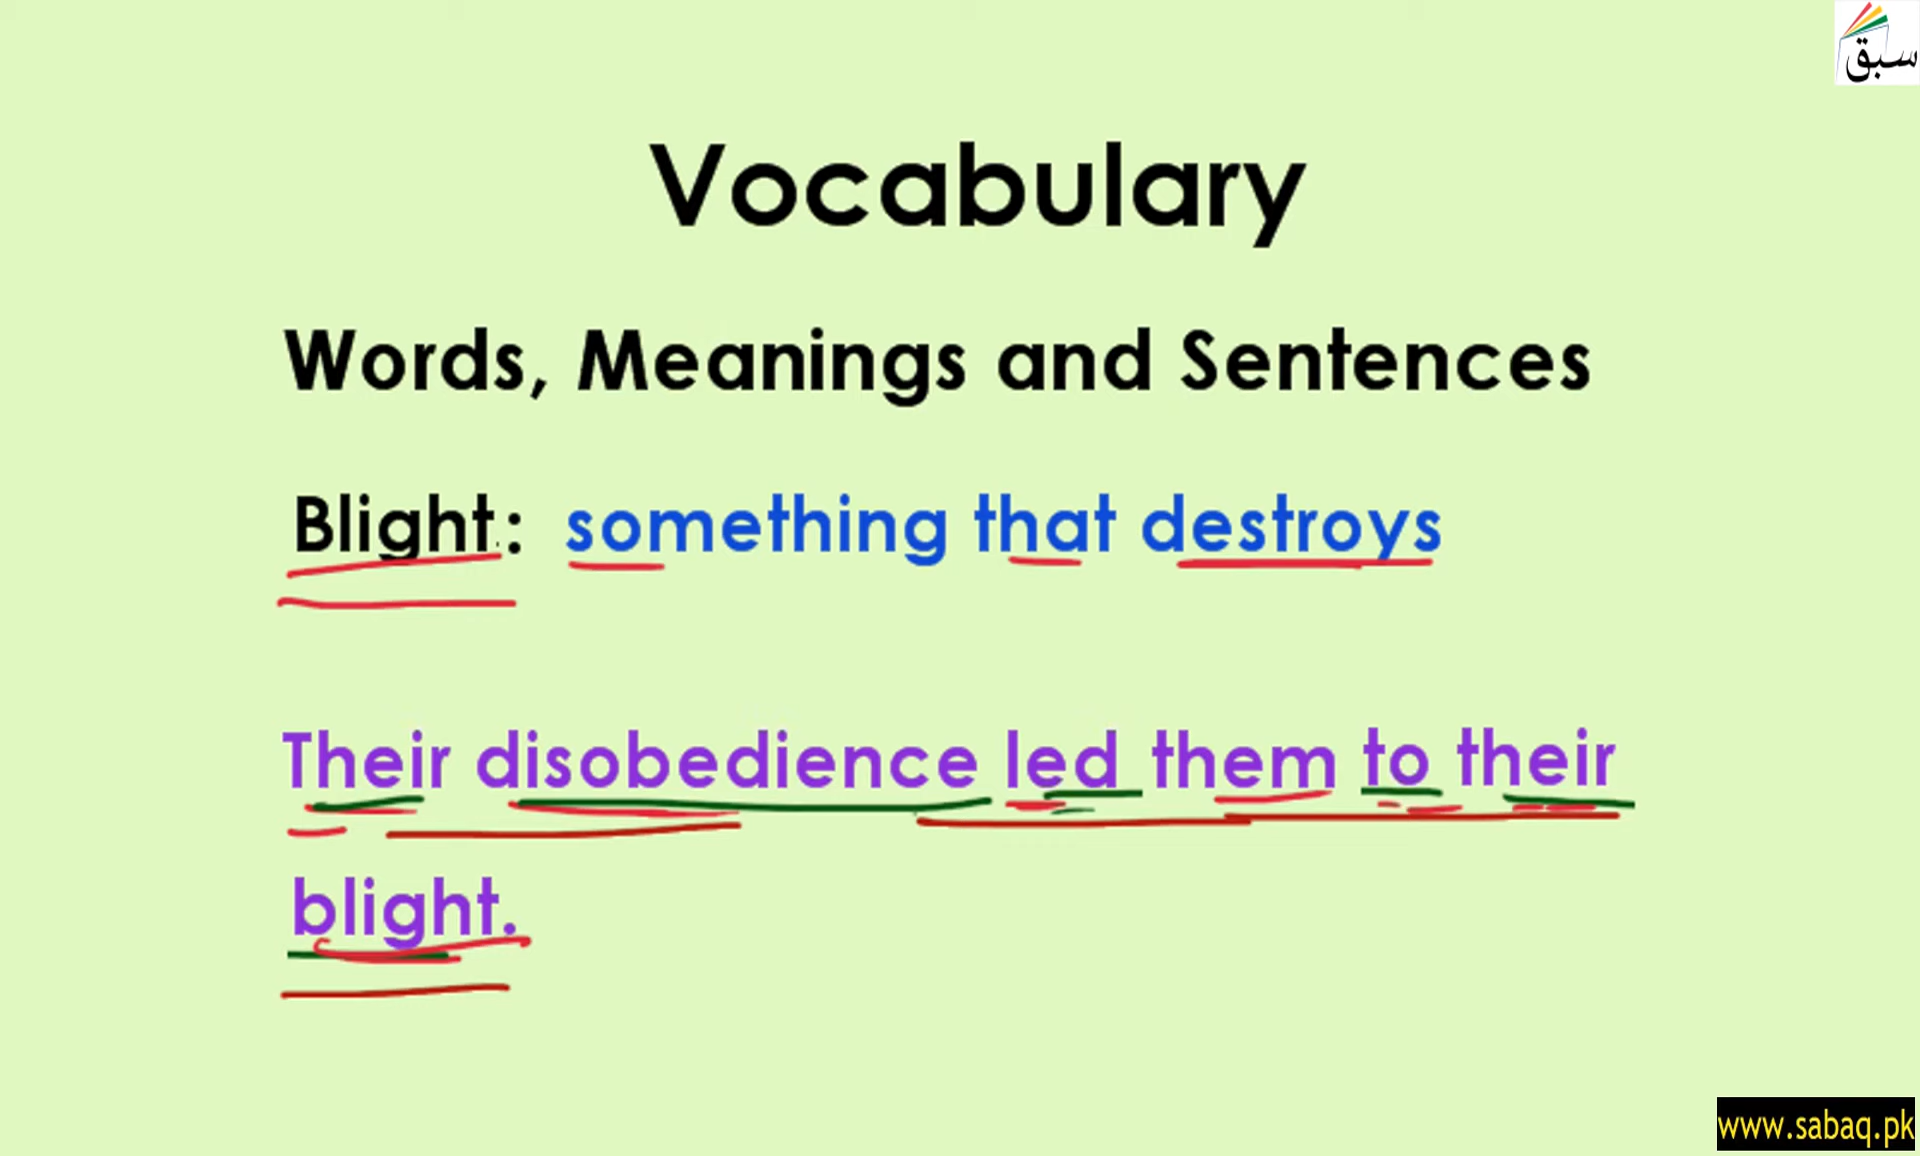 سبق
Vocabulary
Words, Meanings and Sentences
Blight: something that destroys
Their disobedience led them to their
blight.
www.sabaq.pk